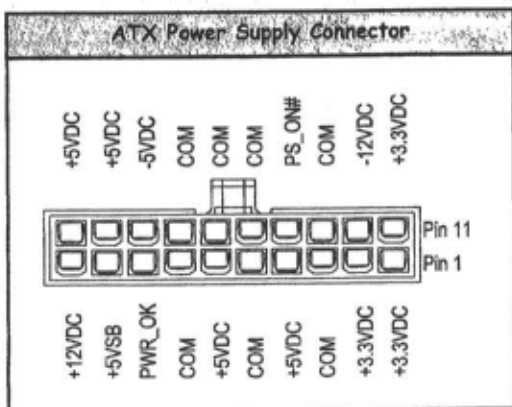 ATX Power Supply Connector
+5VDC
+5VDC
-5VDC
COM
COM
COM
PS_ON#
COM
-12VDC
+3.3VDC
Pin 11
Pin 1
+12VDC
+5VSB
PWR_OK
COM
+5VDC
COM
+5VDC
COM
+3.3VDC
+3.3VDC